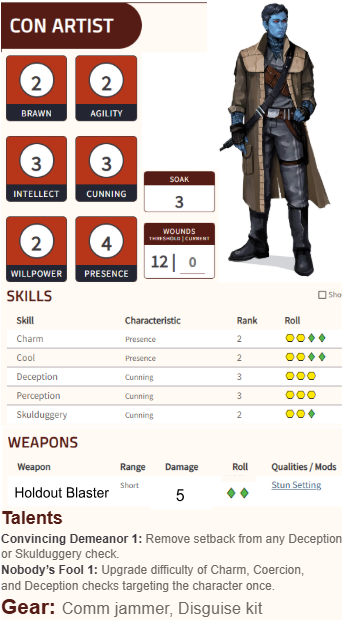 CON ARTIST
2 2
BRAWN AGILITY
3 3
INTELLECT CUNNING
SOAK
3
2 4
WILLPOWER PRESENCE
WOUNDS
THRESHOLD | CURRENT
12 | 0
SKILLS
Sho
Skill Characteristic Rank Roll
Charm Presence 2
Cool Presence 2
Deception Cunning 3
Perception Cunning 3
Skulduggery Cunning 2
WEAPONS
Weapon Range Damage Roll Qualities / Mods
Holdout Blaster Short 5 Stun Setting
Talents
Convincing Demeanor 1: Remove setback from any Deception
or Skulduggery check.
Nobody's Fool 1: Upgrade difficulty of Charm, Coercion,
and Deception checks targeting the character once.
Gear: Comm jammer, Disguise kit